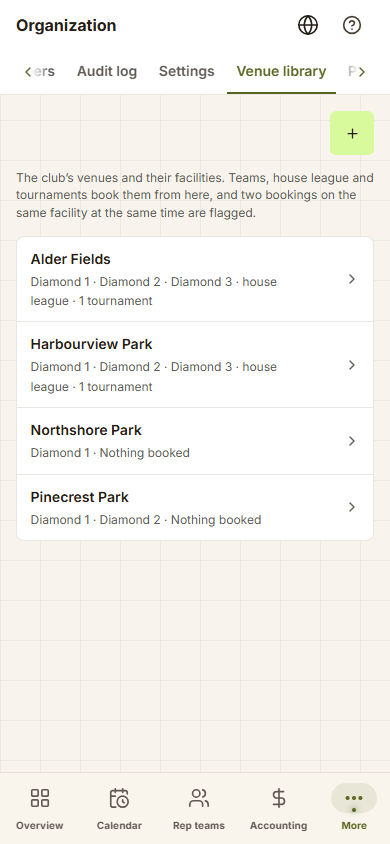 Organization
ers
Audit log
Settings
Venue library
The club’s venues and their facilities. Teams, house league and
tournaments book them from here, and two bookings on the
same facility at the same time are flagged.
Alder Fields
Diamond 1 · Diamond 2 · Diamond 3 · house
league · 1 tournament
Harbourview Park
Diamond 1 · Diamond 2 · Diamond 3 · house
league · 1 tournament
Northshore Park
Diamond 1 · Nothing booked
Pinecrest Park
Diamond 1 · Diamond 2 · Nothing booked
Overview
Calendar
Rep teams
Accounting
More